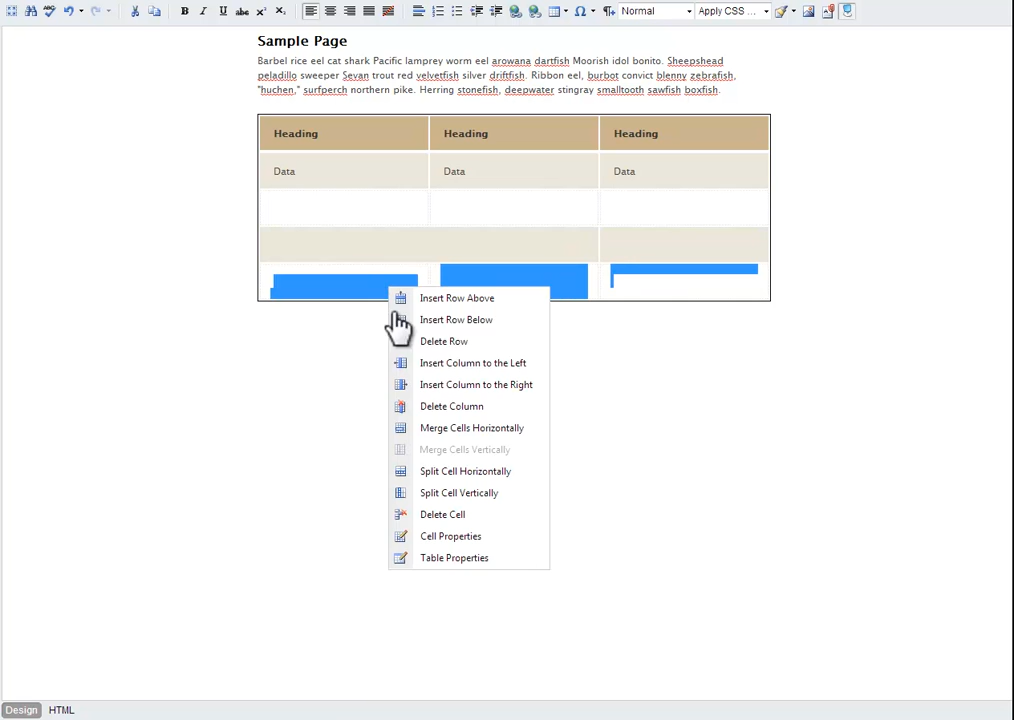 B I U abc x² x₂ Ω ¶ Normal Apply CSS ...
Sample Page
Barbel rice eel cat shark Pacific lamprey worm eel arowana dartfish Moorish idol bonito. Sheepshead
peladillo sweeper Sevan trout red velvetfish silver driftfish. Ribbon eel, burbot convict blenny zebrafish,
"huchen," surfperch northern pike. Herring stonefish, deepwater stingray smalltooth sawfish boxfish.
Heading Heading Heading
Data Data Data
Insert Row Above
Insert Row Below
Delete Row
Insert Column to the Left
Insert Column to the Right
Delete Column
Merge Cells Horizontally
Merge Cells Vertically
Split Cell Horizontally
Split Cell Vertically
Delete Cell
Cell Properties
Table Properties
Design HTML